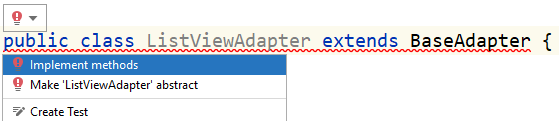 public class ListViewAdapter extends BaseAdapter {
Implement methods
Make 'ListViewAdapter' abstract
Create Test